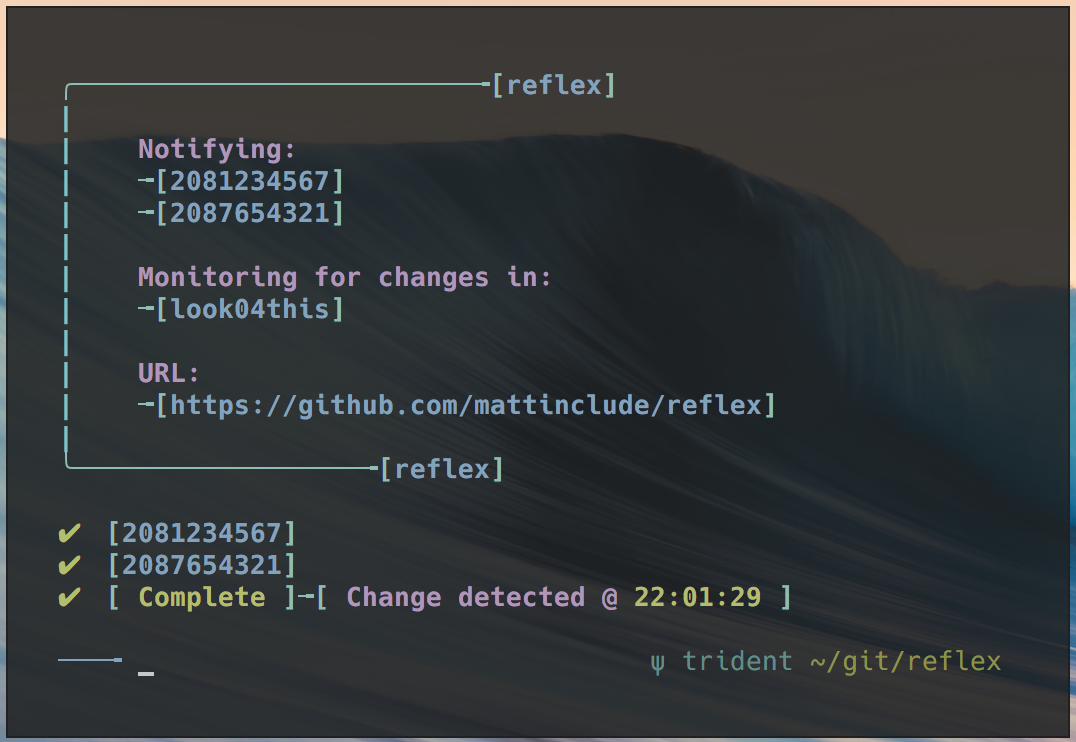 [reflex]
Notifying:
[2081234567]
[2087654321]
Monitoring for changes in:
[look04this]
URL:
[https://github.com/mattinclude/reflex]
[reflex]
✔ [2081234567]
✔ [2087654321]
✔ [ Complete ]╼[ Change detected @ 22:01:29 ]
ψ trident ~/git/reflex